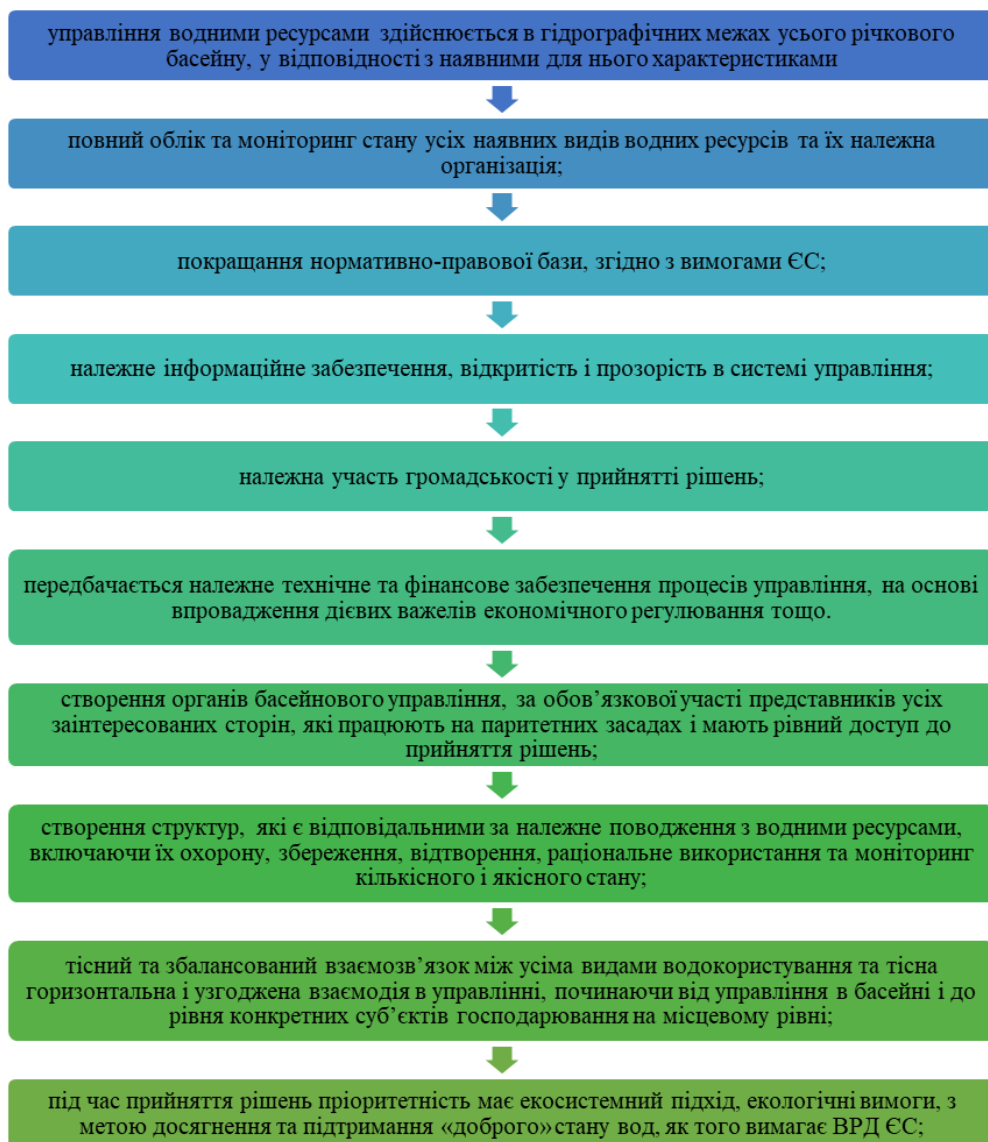 управління водними ресурсами здійснюється в гідрографічних межах усього річкового
басейну, у відповідності з наявними для нього характеристиками
повний облік та моніторинг стану усіх наявних видів водних ресурсів та їх належна
організація;
покращання нормативно-правової бази, згідно з вимогами ЄС;
належне інформаційне забезпечення, відкритість і прозорість в системі управління;
належна участь громадськості у прийнятті рішень;
передбачається належне технічне та фінансове забезпечення процесів управління, на основі
впровадження дієвих важелів економічного регулювання тощо.
створення органів басейнового управління, за обов’язкової участі представників усіх
заінтересованих сторін, які працюють на паритетних засадах і мають рівний доступ до
прийняття рішень;
створення структур, які є відповідальними за належне поводження з водними ресурсами,
включаючи їх охорону, збереження, відтворення, раціональне використання та моніторинг
кількісного і якісного стану;
тісний та збалансований взаємозв’язок між усіма видами водокористування та тісна
горизонтальна і узгоджена взаємодія в управлінні, починаючи від управління в басейні і до
рівня конкретних суб’єктів господарювання на місцевому рівні;
під час прийняття рішень пріоритетність має екосистемний підхід, екологічні вимоги, з
метою досягнення та підтримання «доброго» стану вод, як того вимагає ВРД ЄС;